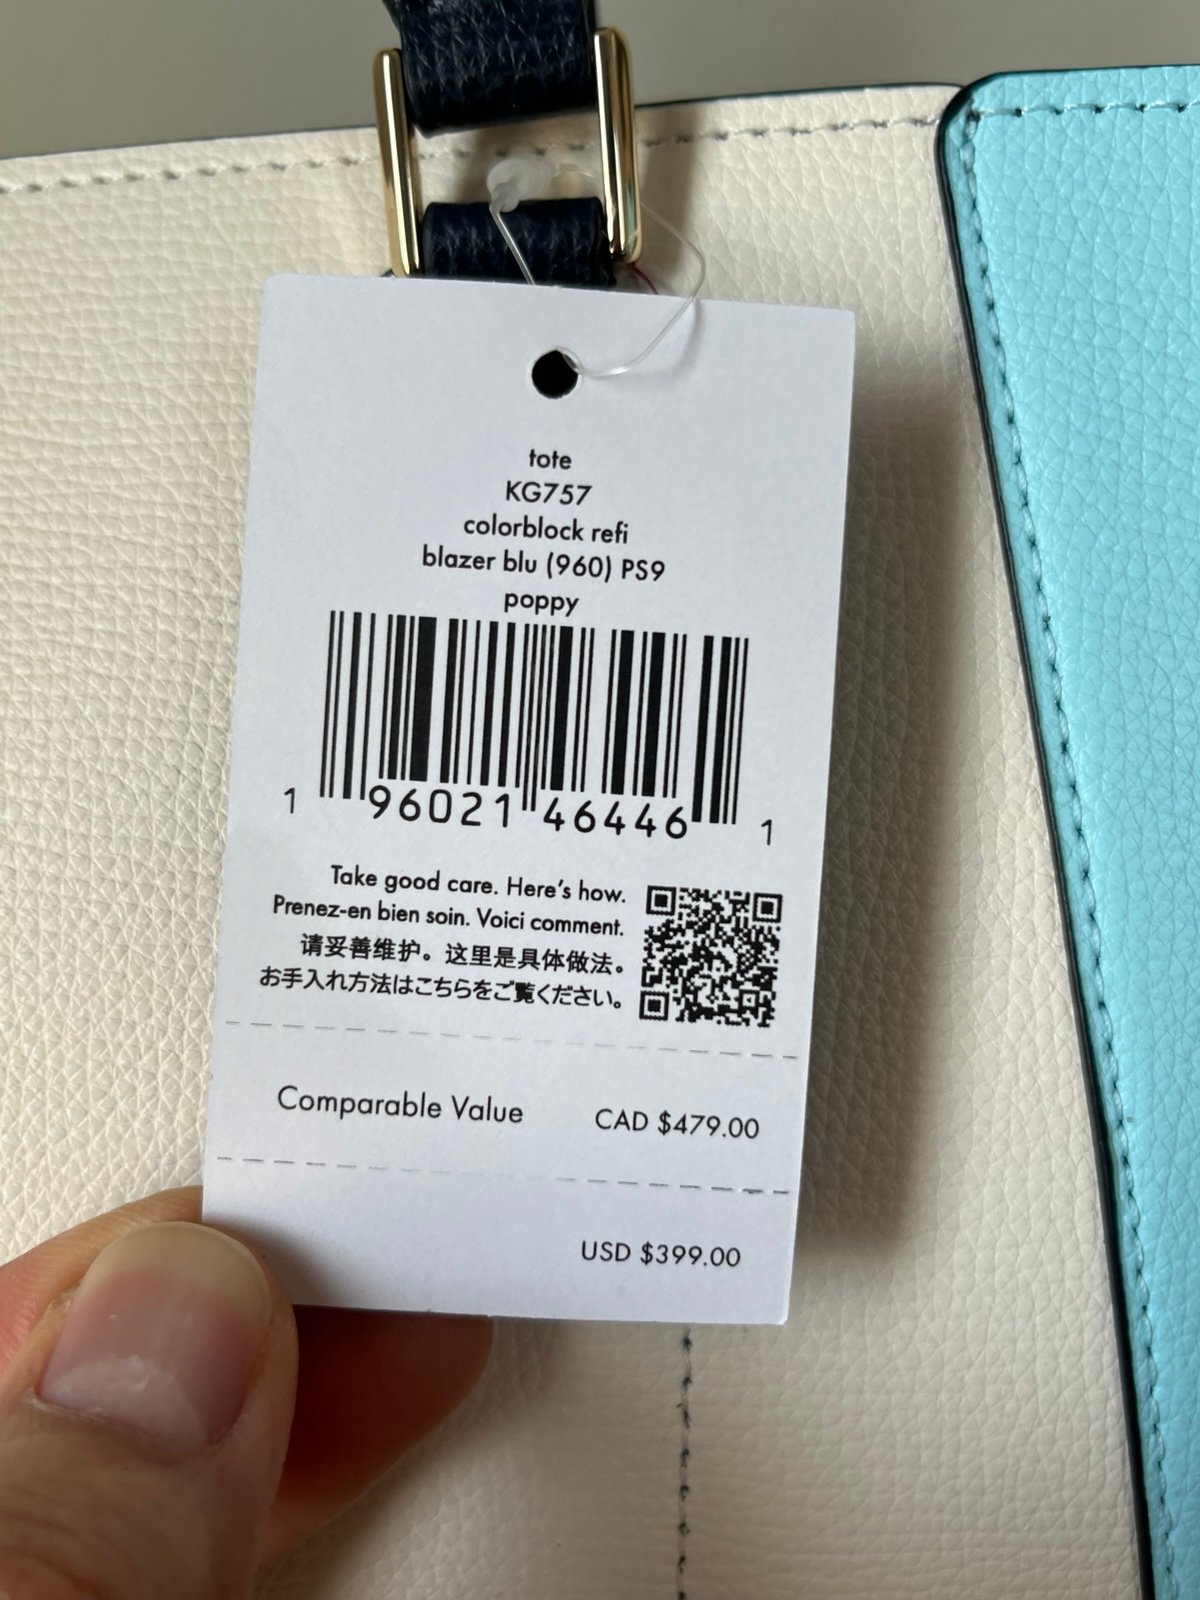 tote
KG757
colorblock refi
blazer blu (960) PS9
poppy
1 96021 46446 1
Take good care. Here's how.
Prenez-en bien soin. Voici comment.
请妥善维护。这里是具体做法。
お手入れ方法はこちらをご覧ください。
Comparable Value CAD $479.00
USD $399.00